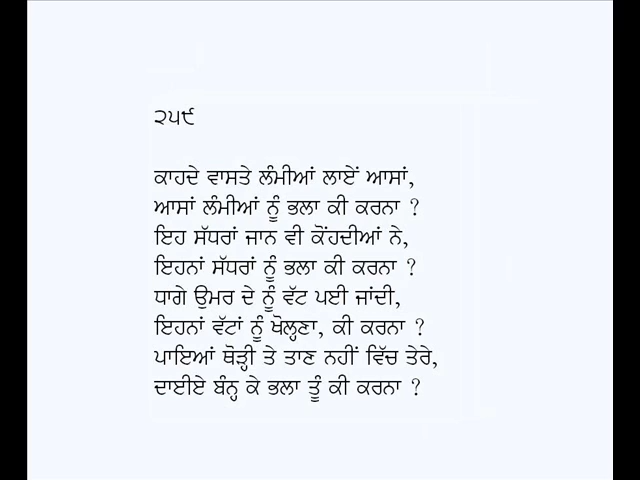 ੨੫੯
ਕਾਹਦੇ ਵਾਸਤੇ ਲੰਮੀਆਂ ਲਾਏਂ ਆਸਾਂ,
ਆਸਾਂ ਲੰਮੀਆਂ ਨੂੰ ਭਲਾ ਕੀ ਕਰਨਾ ?
ਇਹ ਸੱਧਰਾਂ ਜਾਨ ਵੀ ਕੋਂਹਦੀਆਂ ਨੇ,
ਇਹਨਾਂ ਸੱਧਰਾਂ ਨੂੰ ਭਲਾ ਕੀ ਕਰਨਾ ?
ਧਾਗੇ ਉਮਰ ਦੇ ਨੂੰ ਵੱਟ ਪਈ ਜਾਂਦੀ,
ਇਹਨਾਂ ਵੱਟਾਂ ਨੂੰ ਖੋਲ੍ਹਣਾ, ਕੀ ਕਰਨਾ ?
ਪਾਇਆਂ ਥੋੜ੍ਹੀ ਤੇ ਤਾਣ ਨਹੀਂ ਵਿੱਚ ਤੇਰੇ,
ਦਾਈਏ ਬੰਨ੍ਹ ਕੇ ਭਲਾ ਤੂੰ ਕੀ ਕਰਨਾ ?